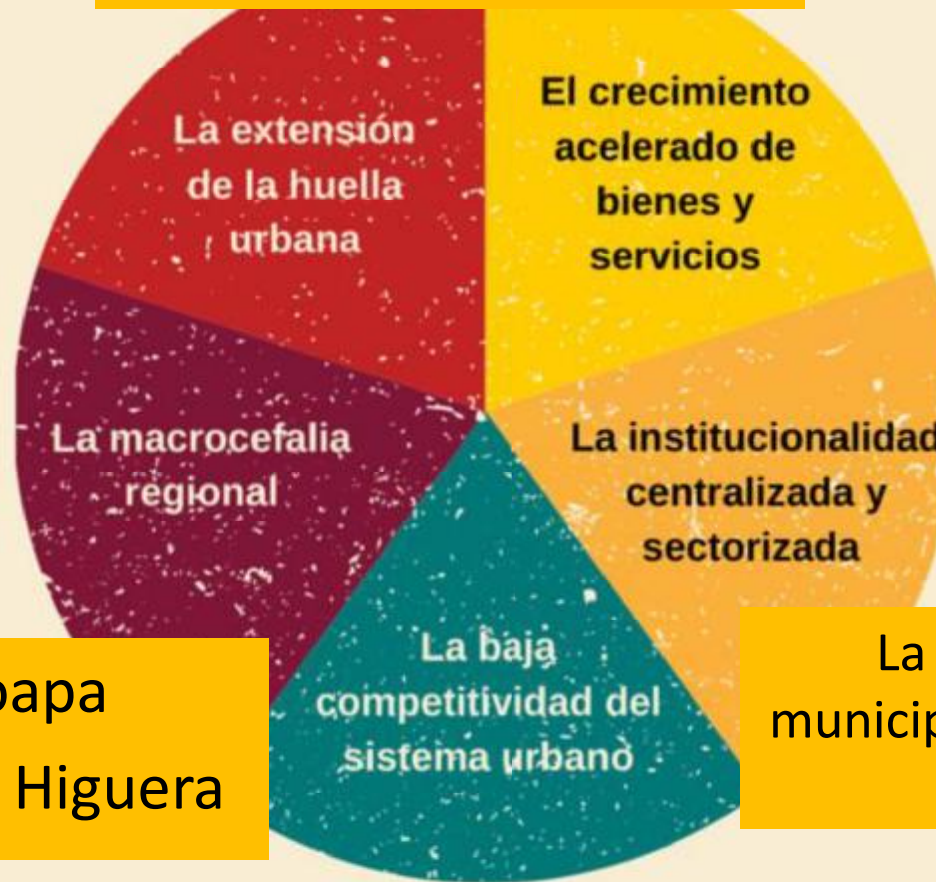 La extensión
de la huella
urbana
El crecimiento
acelerado de
bienes y
servicios
La macrocefalia
regional
La institucionalidad
centralizada y
sectorizada
La baja
competitividad del
sistema urbano
Higuera
La